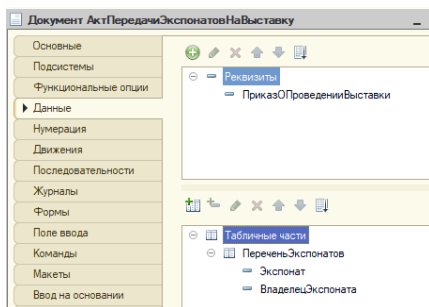 Документ АктПередачиЭкспонатовНаВыставку
Основные
Подсистемы
Функциональные опции
Данные
Нумерация
Движения
Последовательности
Журналы
Формы
Поле ввода
Команды
Макеты
Ввод на основании
Реквизиты
ПриказОПроведенииВыставки
Табличные части
ПереченьЭкспонатов
Экспонат
ВладелецЭкспоната